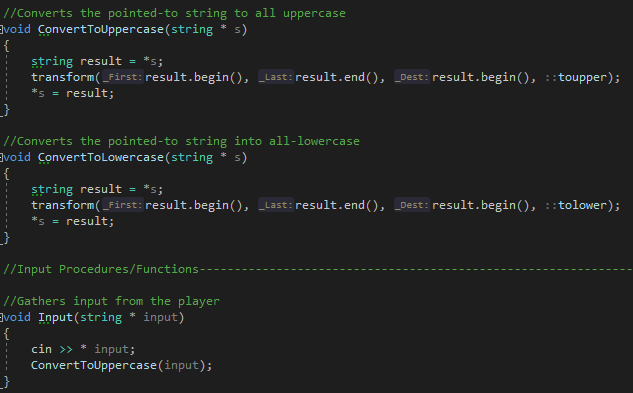 //Converts the pointed-to string to all uppercase
void ConvertToUppercase(string * s)
{
string result = *s;
transform(_First: result.begin(), _Last: result.end(), _Dest: result.begin(), ::toupper);
*s = result;
}
//Converts the pointed-to string into all-lowercase
void ConvertToLowercase(string * s)
{
string result = *s;
transform(_First: result.begin(), _Last: result.end(), _Dest: result.begin(), ::tolower);
*s = result;
}
//Input Procedures/Functions--------------------------------------------------------------
//Gathers input from the player
void Input(string * input)
{
cin >> * input;
ConvertToUppercase(input);
}